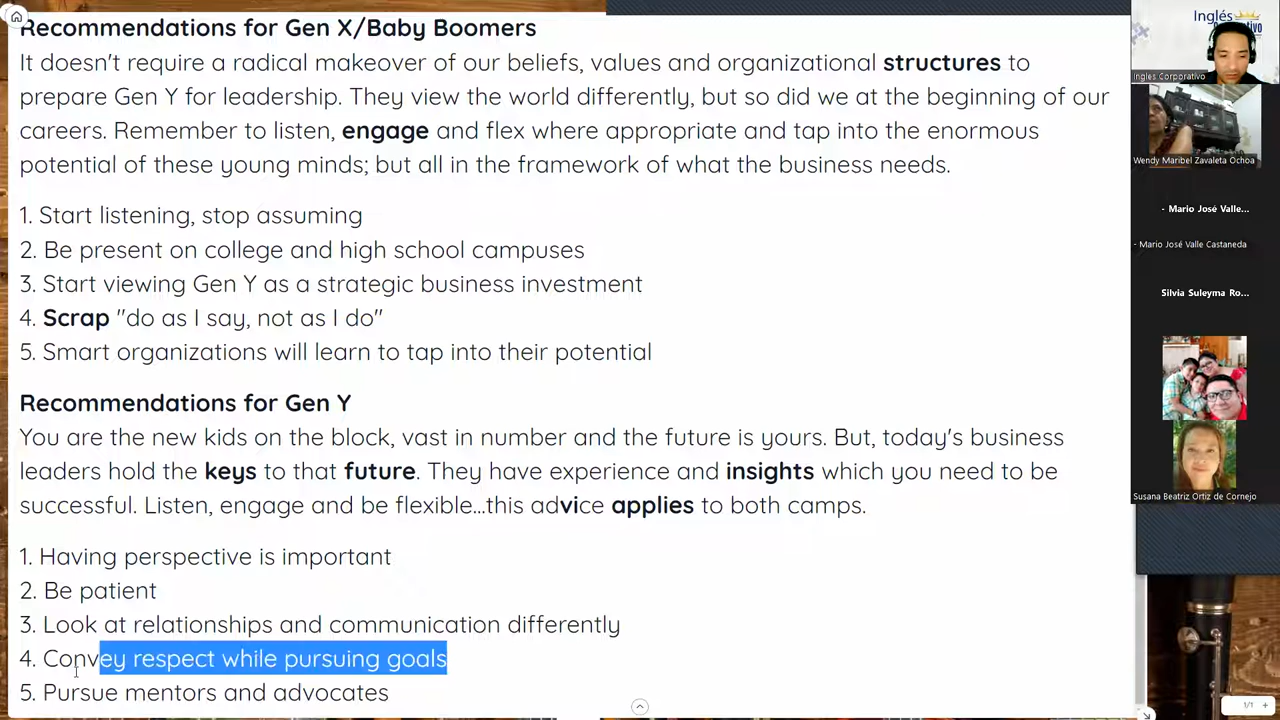 Recommendations for Gen X/Baby Boomers
It doesn't require a radical makeover of our beliefs, values and organizational structures to
prepare Gen Y for leadership. They view the world differently, but so did we at the beginning of our
careers. Remember to listen, engage and flex where appropriate and tap into the enormous
potential of these young minds; but all in the framework of what the business needs.
1. Start listening, stop assuming
2. Be present on college and high school campuses
3. Start viewing Gen Y as a strategic business investment
4. Scrap "do as I say, not as I do"
5. Smart organizations will learn to tap into their potential
Recommendations for Gen Y
You are the new kids on the block, vast in number and the future is yours. But, today's business
leaders hold the keys to that future. They have experience and insights which you need to be
successful. Listen, engage and be flexible...this advice applies to both camps.
1. Having perspective is important
2. Be patient
3. Look at relationships and communication differently
4. Convey respect while pursuing goals
5. Pursue mentors and advocates
Inglés
Ingles Corporativo
Wendy Maribel Zavaleta Ochoa
- Mario José Valle...
- Mario José Valle Castaneda
Silvia Suleyma Ro...
Susana Beatriz Ortiz de Cornejo
1/1